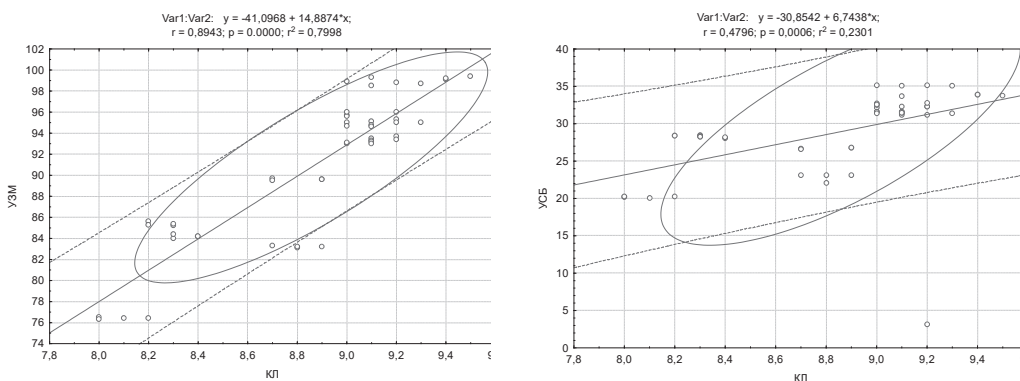 Var1:Var2: y = -41,0968 + 14,8874*x;
r = 0,8943; p = 0.0000; r² = 0,7998
102
100
98
96
94
92
90
88
86
84
82
80
78
76
74
УЗМ
7,8 8,0 8,2 8,4 8,6 8,8 9,0 9,2 9,4
КЛ
Var1:Var2: y = -30,8542 + 6,7438*x;
r = 0,4796; p = 0,0006; r² = 0,2301
40
35
30
25
20
15
10
5
0
УСБ
7,8 8,0 8,2 8,4 8,6 8,8 9,0 9,2 9,4
КЛ